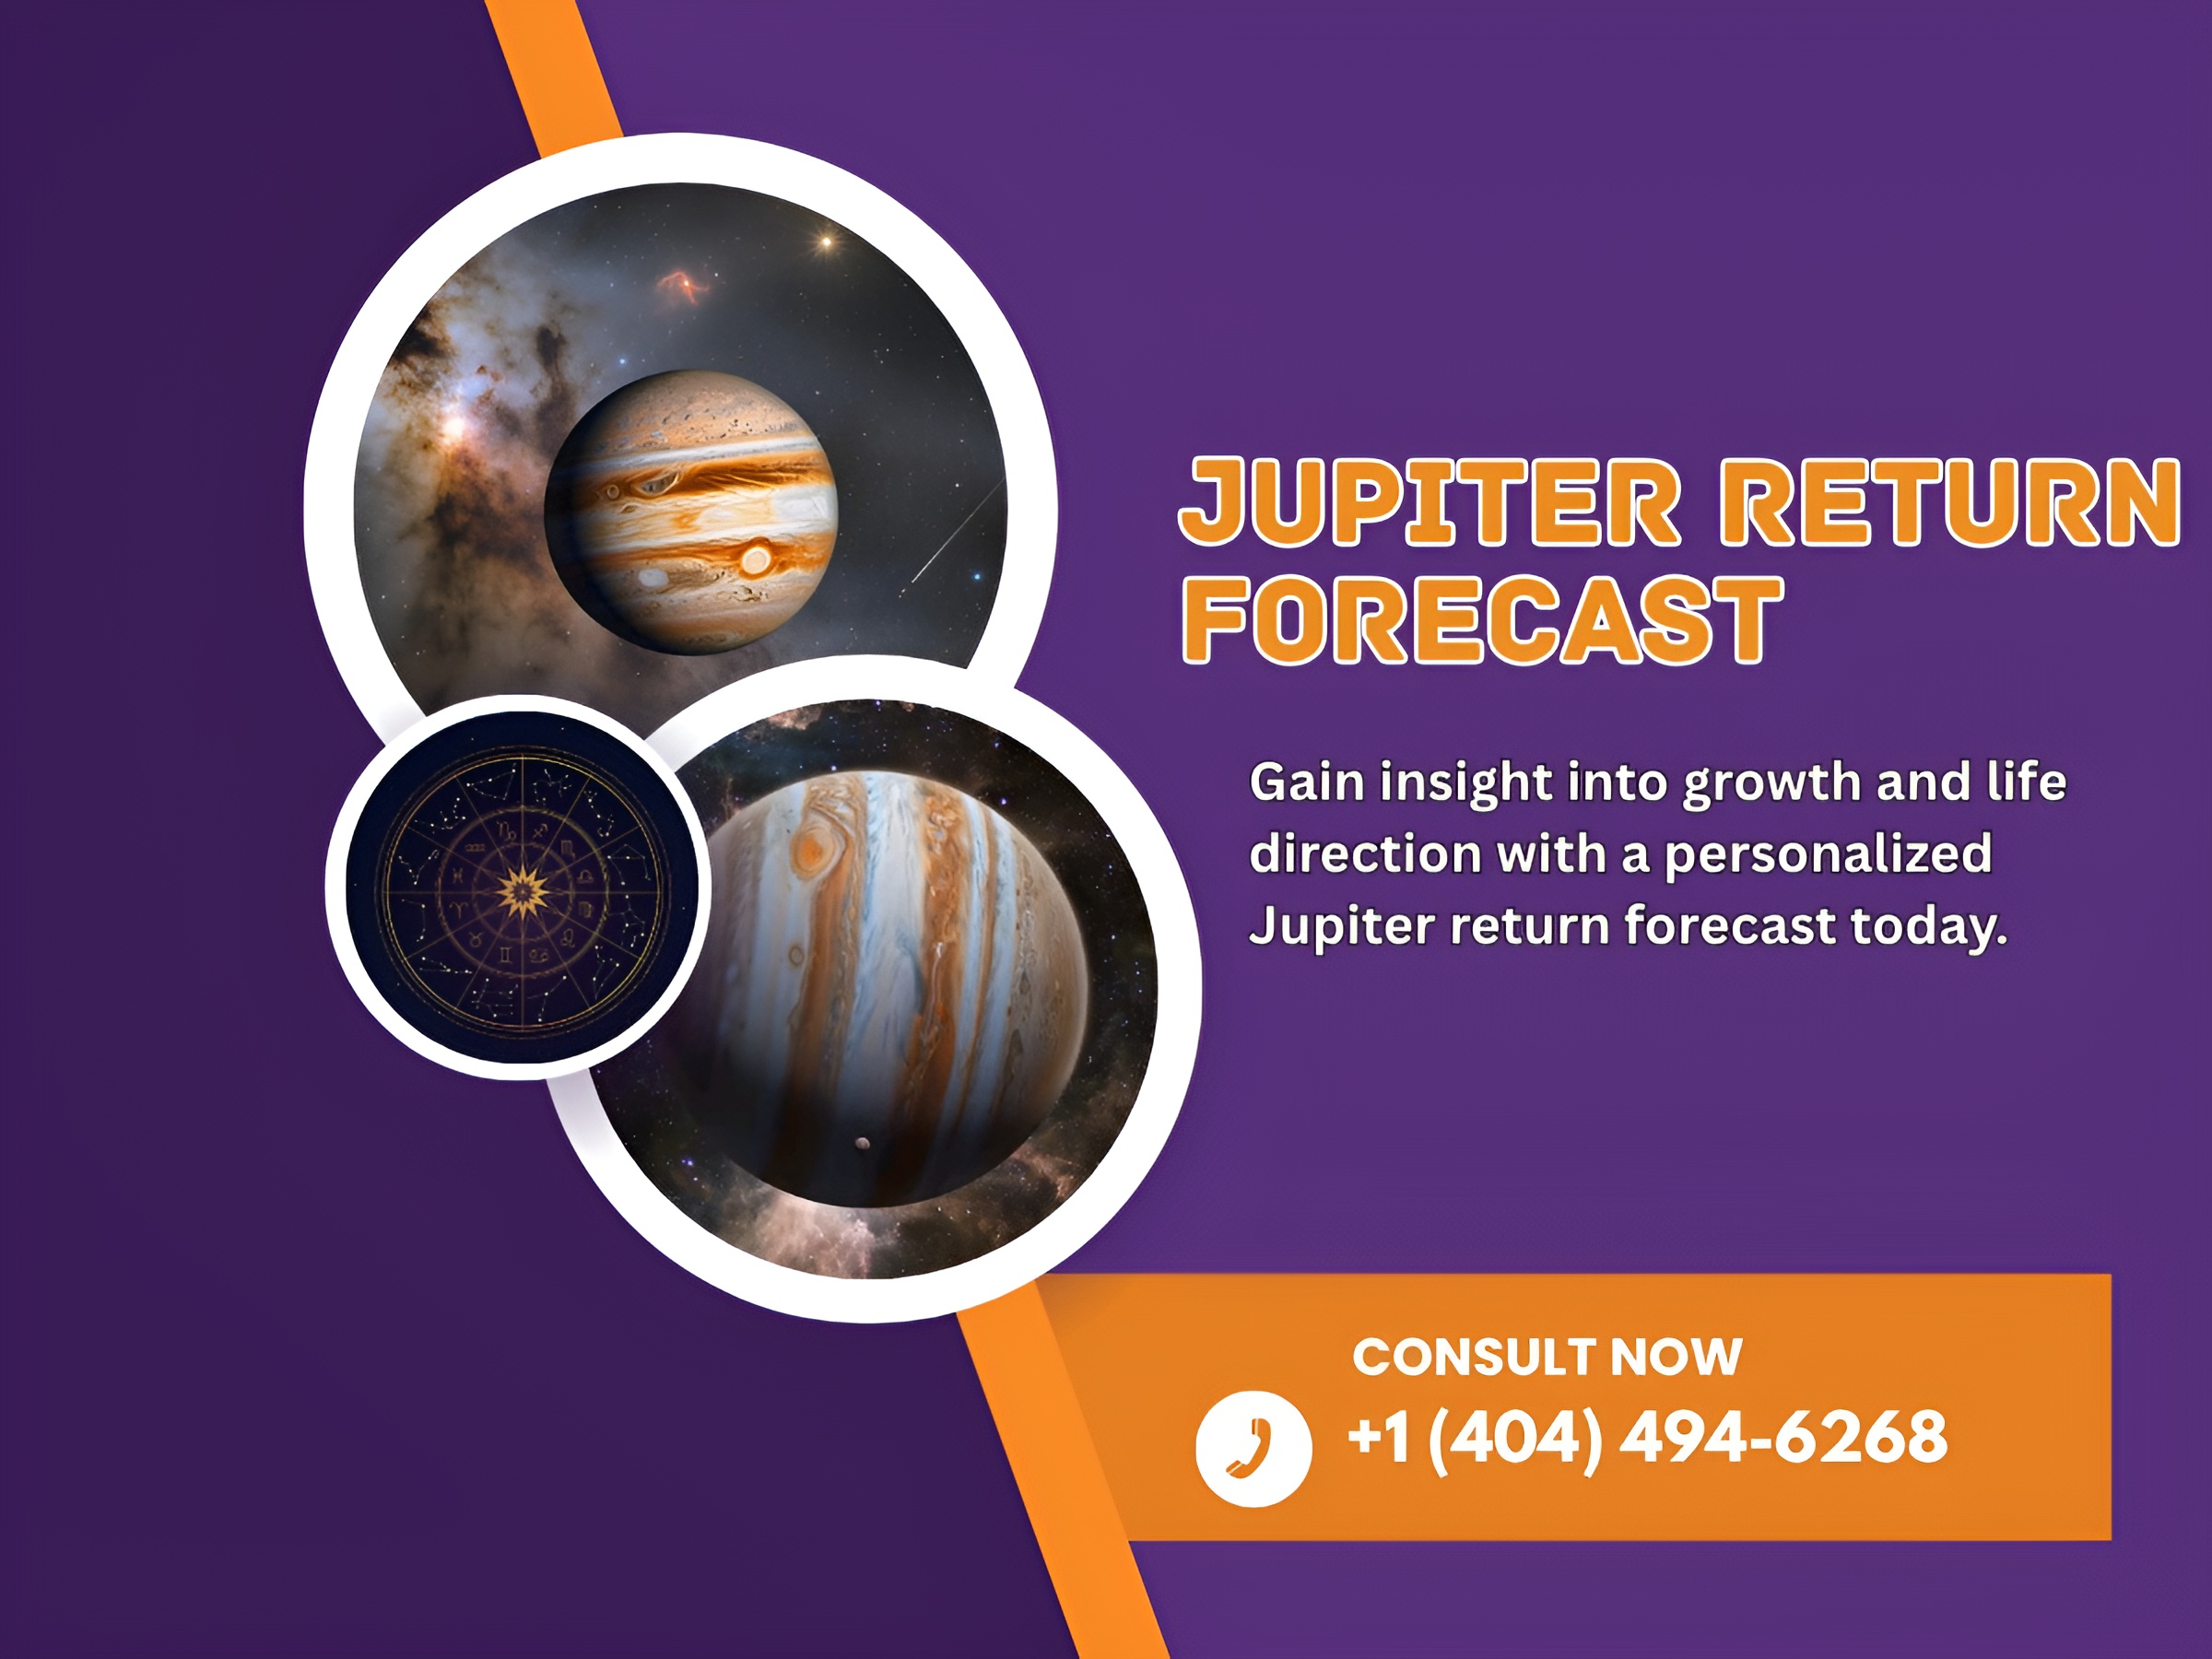 JUPITER RETURN
FORECAST
Gain insight into growth and life
direction with a personalized
Jupiter return forecast today.
CONSULT NOW
+1 (404) 494-6268